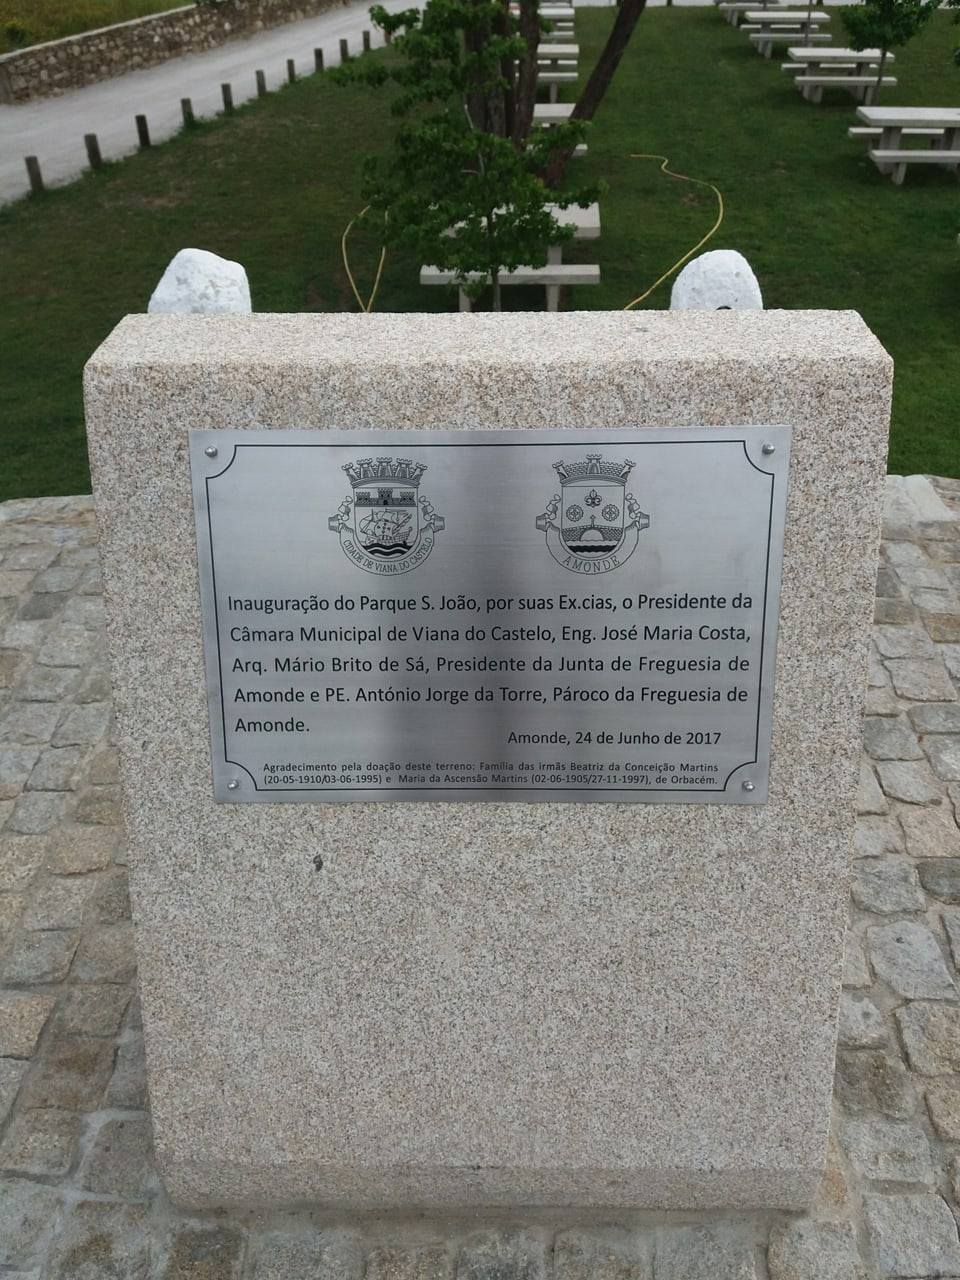 CIDADE DE VIANA DO CASTELO
AMONDE
Inauguração do Parque S. João, por suas Ex.cias, o Presidente da
Câmara Municipal de Viana do Castelo, Eng. José Maria Costa,
Arq. Mário Brito de Sá, Presidente da Junta de Freguesia de
Amonde e PE. António Jorge da Torre, Pároco da Freguesia de
Amonde.
Amonde, 24 de Junho de 2017
Agradecimento pela doação deste terreno: Família das irmãs Beatriz da Conceição Martins
(20-05-1910/03-06-1995) e Maria da Ascensão Martins (02-06-1905/27-11-1997), de Orbacém.